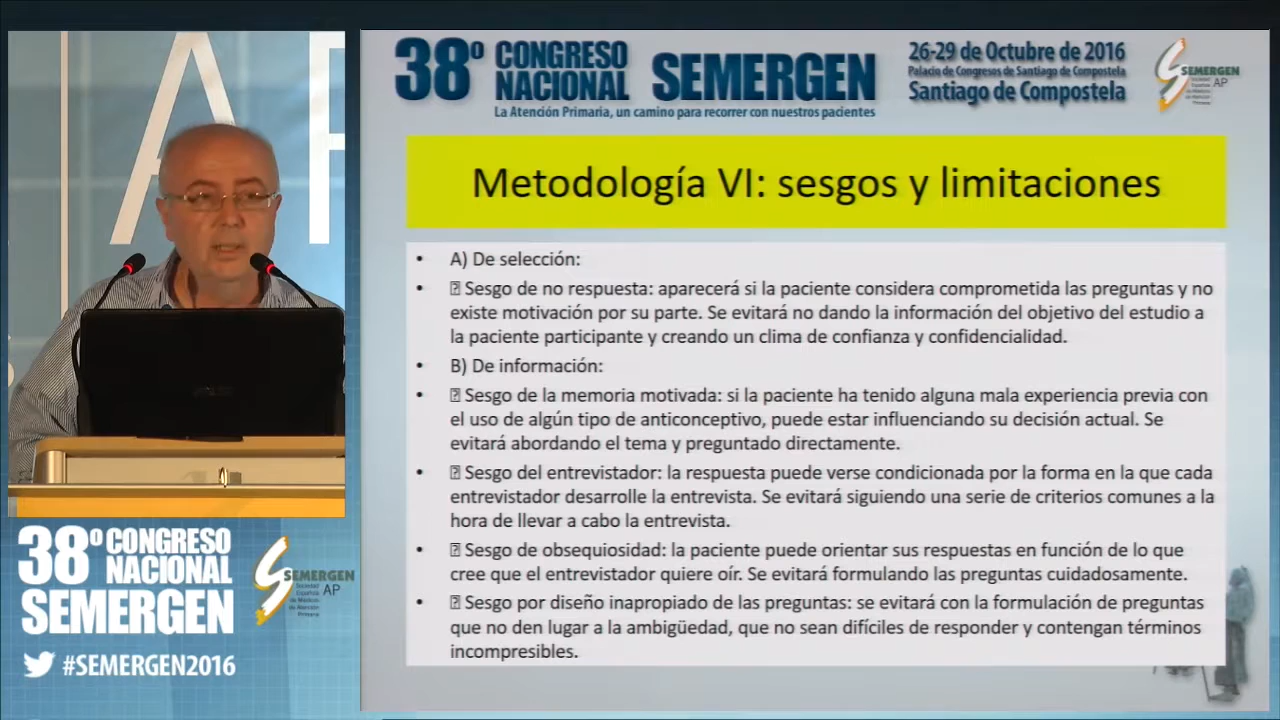 38º CONGRESO NACIONAL SEMERGEN
La Atención Primaria, un camino para recorrer con nuestros pacientes
26-29 de Octubre de 2016
Palacio de Congresos de Santiago de Compostela
Santiago de Compostela
SEMERGEN
AP
Sociedad
Española
de Medicina
de Atención
Primaria
Metodología VI: sesgos y limitaciones
• A) De selección:
• Sesgo de no respuesta: aparecerá si la paciente considera comprometida las preguntas y no
existe motivación por su parte. Se evitará no dando la información del objetivo del estudio a
la paciente participante y creando un clima de confianza y confidencialidad.
• B) De información:
• Sesgo de la memoria motivada: si la paciente ha tenido alguna mala experiencia previa con
el uso de algún tipo de anticonceptivo, puede estar influenciando su decisión actual. Se
evitará abordando el tema y preguntado directamente.
• Sesgo del entrevistador: la respuesta puede verse condicionada por la forma en la que cada
entrevistador desarrolle la entrevista. Se evitará siguiendo una serie de criterios comunes a la
hora de llevar a cabo la entrevista.
• Sesgo de obsequiosidad: la paciente puede orientar sus respuestas en función de lo que
cree que el entrevistador quiere oír. Se evitará formulando las preguntas cuidadosamente.
• Sesgo por diseño inapropiado de las preguntas: se evitará con la formulación de preguntas
que no den lugar a la ambigüedad, que no sean difíciles de responder y contengan términos
incompresibles.
38º CONGRESO
NACIONAL
SEMERGEN
SEMERGEN
AP
Sociedad
Española
de Medicina
de Atención
Primaria
#SEMERGEN2016